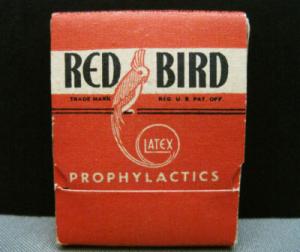 RED BIRD
TRADE MARK REG. U.S. PAT. OFF.
LATEX
PROPHYLACTICS